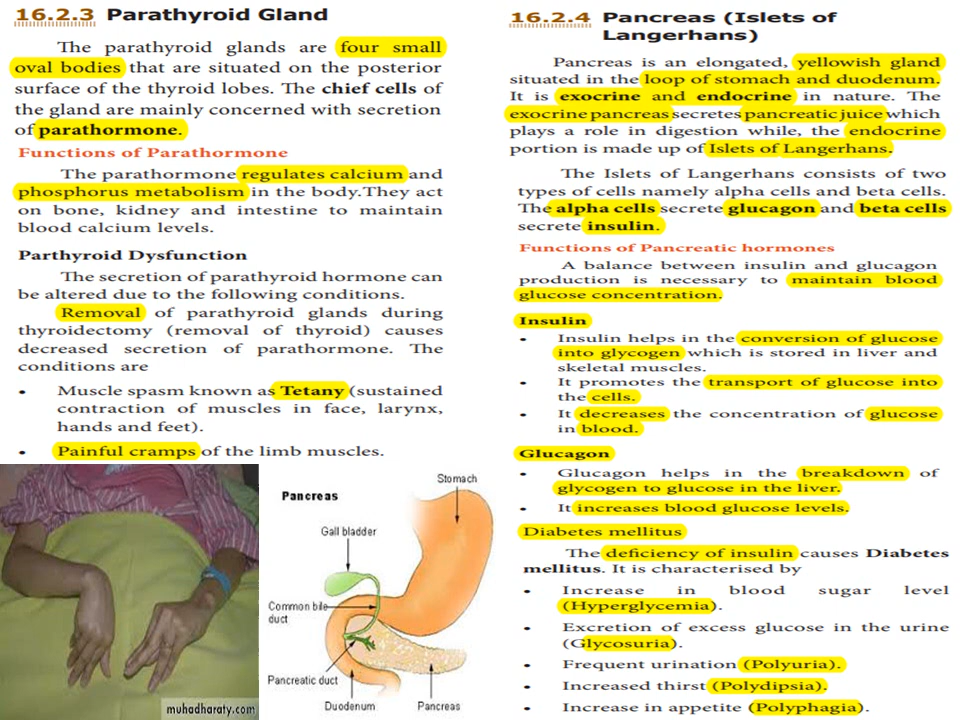 16.2.3 Parathyroid Gland
The parathyroid glands are four small
oval bodies that are situated on the posterior
surface of the thyroid lobes. The chief cells of
the gland are mainly concerned with secretion
of parathormone.
Functions of Parathormone
The parathormone regulates calcium and
phosphorus metabolism in the body.They act
on bone, kidney and intestine to maintain
blood calcium levels.
Parthyroid Dysfunction
The secretion of parathyroid hormone can
be altered due to the following conditions.
Removal of parathyroid glands during
thyroidectomy (removal of thyroid) causes
decreased secretion of parathormone. The
conditions are
• Muscle spasm known as Tetany (sustained
contraction of muscles in face, larynx,
hands and feet).
• Painful cramps of the limb muscles.
muhadharaty.com
Pancreas
Stomach
Gall bladder
Common bile
duct
Pancreatic duct
Duodenum
Pancreas
16.2.4 Pancreas (Islets of
Langerhans)
Pancreas is an elongated, yellowish gland
situated in the loop of stomach and duodenum.
It is exocrine and endocrine in nature. The
exocrine pancreas secretes pancreatic juice which
plays a role in digestion while, the endocrine
portion is made up of Islets of Langerhans.
The Islets of Langerhans consists of two
types of cells namely alpha cells and beta cells.
The alpha cells secrete glucagon and beta cells
secrete insulin.
Functions of Pancreatic hormones
A balance between insulin and glucagon
production is necessary to maintain blood
glucose concentration.
Insulin
• Insulin helps in the conversion of glucose
into glycogen which is stored in liver and
skeletal muscles.
• It promotes the transport of glucose into
the cells.
• It decreases the concentration of glucose
in blood.
Glucagon
• Glucagon helps in the breakdown of
glycogen to glucose in the liver.
• It increases blood glucose levels.
Diabetes mellitus
The deficiency of insulin causes Diabetes
mellitus. It is characterised by
• Increase in blood sugar level
(Hyperglycemia).
• Excretion of excess glucose in the urine
(Glycosuria).
• Frequent urination (Polyuria).
• Increased thirst (Polydipsia).
• Increase in appetite (Polyphagia).